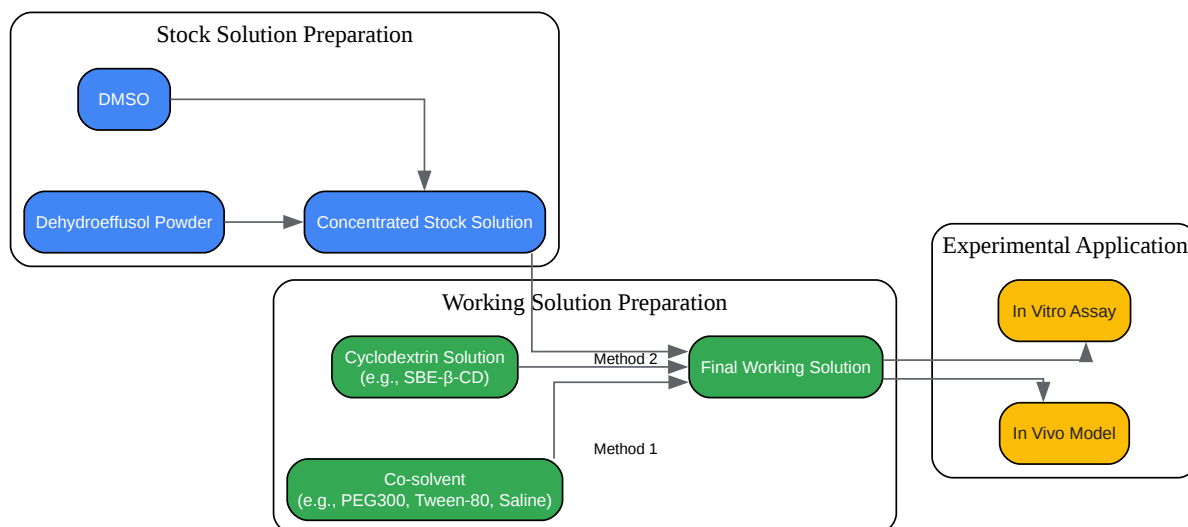 Stock Solution Preparation
DMSO
Dehydroeffusol Powder
Concentrated Stock Solution
Working Solution Preparation
Cyclodextrin Solution
(e.g., SBE-β-CD)
Method 2
Final Working Solution
Method 1
Co-solvent
(e.g., PEG300, Tween-80, Saline)
Experimental Application
In Vitro Assay
In Vivo Model